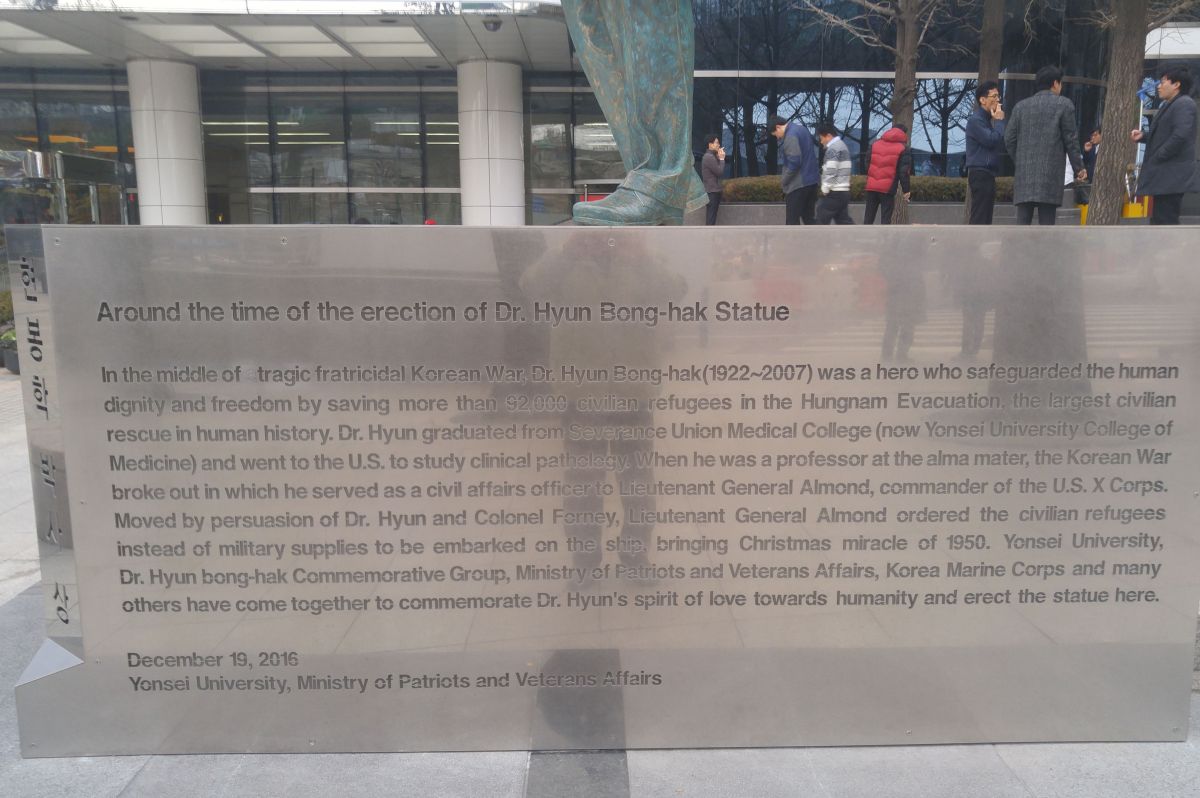 Around the time of the erection of Dr. Hyun Bong-hak Statue
In the middle of a tragic fratricidal Korean War, Dr. Hyun Bong-hak(1922~2007) was a hero who safeguarded the human
dignity and freedom by saving more than 92,000 civilian refugees in the Hungnam Evacuation, the largest civilian
rescue in human history. Dr. Hyun graduated from Severance Union Medical College (now Yonsei University College of
Medicine) and went to the U.S. to study clinical pathology. When he was a professor at the alma mater, the Korean War
broke out in which he served as a civil affairs officer to Lieutenant General Almond, commander of the U.S. X Corps.
Moved by persuasion of Dr. Hyun and Colonel Forney, Lieutenant General Almond ordered the civilian refugees
instead of military supplies to be embarked on the ship, bringing Christmas miracle of 1950. Yonsei University,
Dr. Hyun bong-hak Commemorative Group, Ministry of Patriots and Veterans Affairs, Korea Marine Corps and many
others have come together to commemorate Dr. Hyun's spirit of love towards humanity and erect the statue here.
December 19, 2016
Yonsei University, Ministry of Patriots and Veterans Affairs